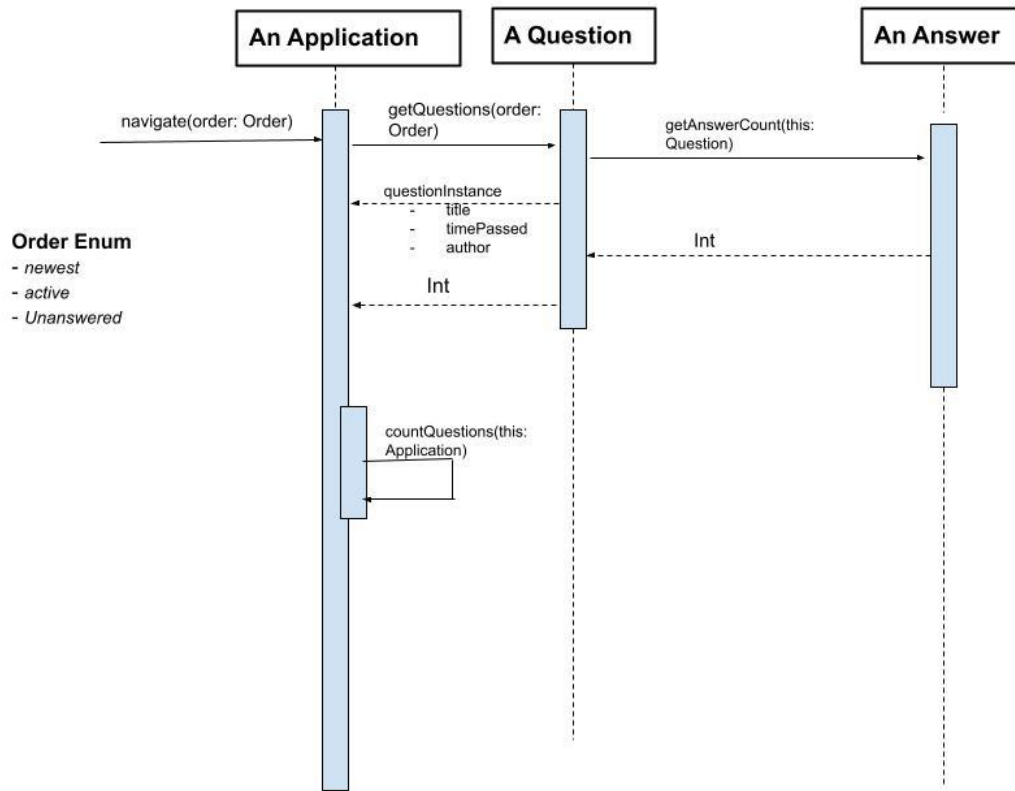 An Application
A Question
An Answer
navigate(order: Order)
getQuestions(order:
Order)
getAnswerCount(this:
Question)
questionInstance
- title
- timePassed
- author
Int
Int
Order Enum
- newest
- active
- Unanswered
countQuestions(this:
Application)